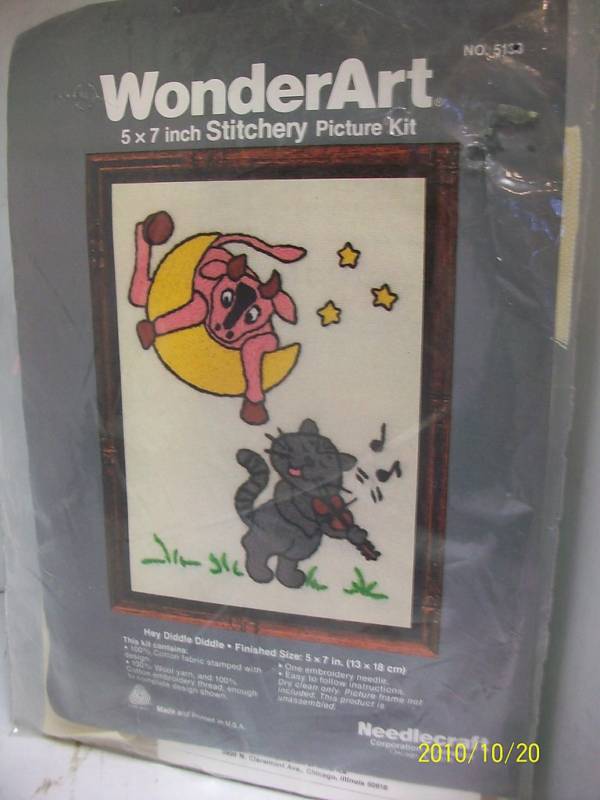 NO. 5133
WonderArt®
5 x 7 inch Stitchery Picture Kit
Hey Diddle Diddle • Finished Size: 5 x 7 in. (13 x 18 cm)
This kit contains:
• 100% Cotton fabric stamped with
design.
• 100% Wool yarn, and 100%
Cotton embroidery thread, enough
to complete design shown.
• One embroidery needle.
• Easy to follow instructions.
Dry clean only. Picture frame not
included. This product is
unassembled.
Made and Printed in U.S.A.
Needlecraft
Corporation
Claremont Ave., Chicago, Illinois
2010/10/20